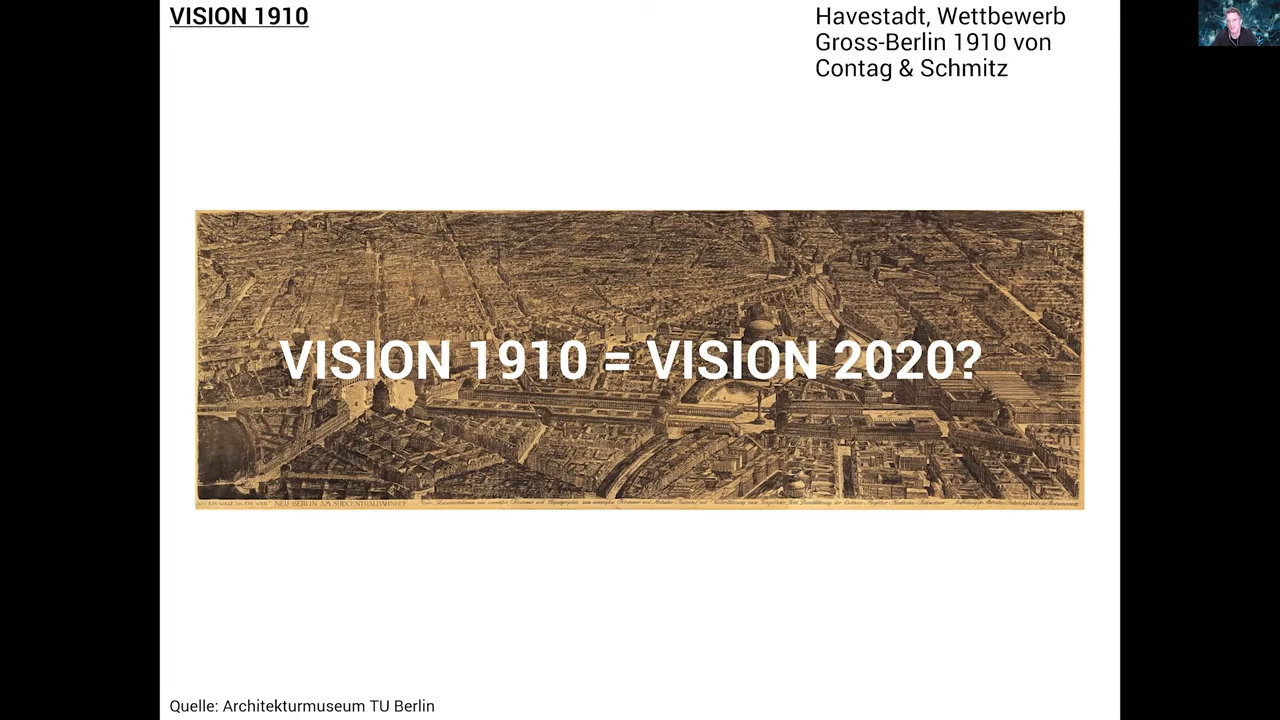 VISION 1910
Havestadt, Wettbewerb
Gross-Berlin 1910 von
Contag & Schmitz
VISION 1910 = VISION 2020?
NEU-BERLIN AM SÜDCENTRALBAHNHOF
Quelle: Architekturmuseum TU Berlin